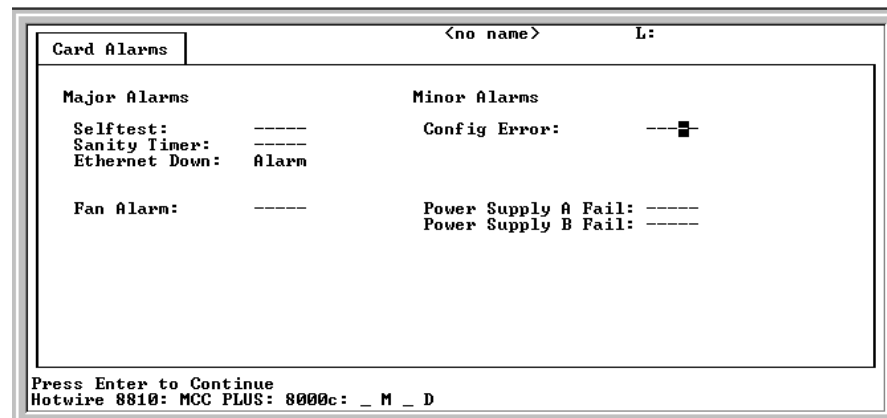 <no name> L:
Card Alarms
Major Alarms Minor Alarms
Selftest: ----- Config Error: -----
Sanity Timer: -----
Ethernet Down: Alarm
Fan Alarm: ----- Power Supply A Fail: -----
Power Supply B Fail: -----
Press Enter to Continue
Hotwire 8810: MCC PLUS: 8000c: _ M _ D